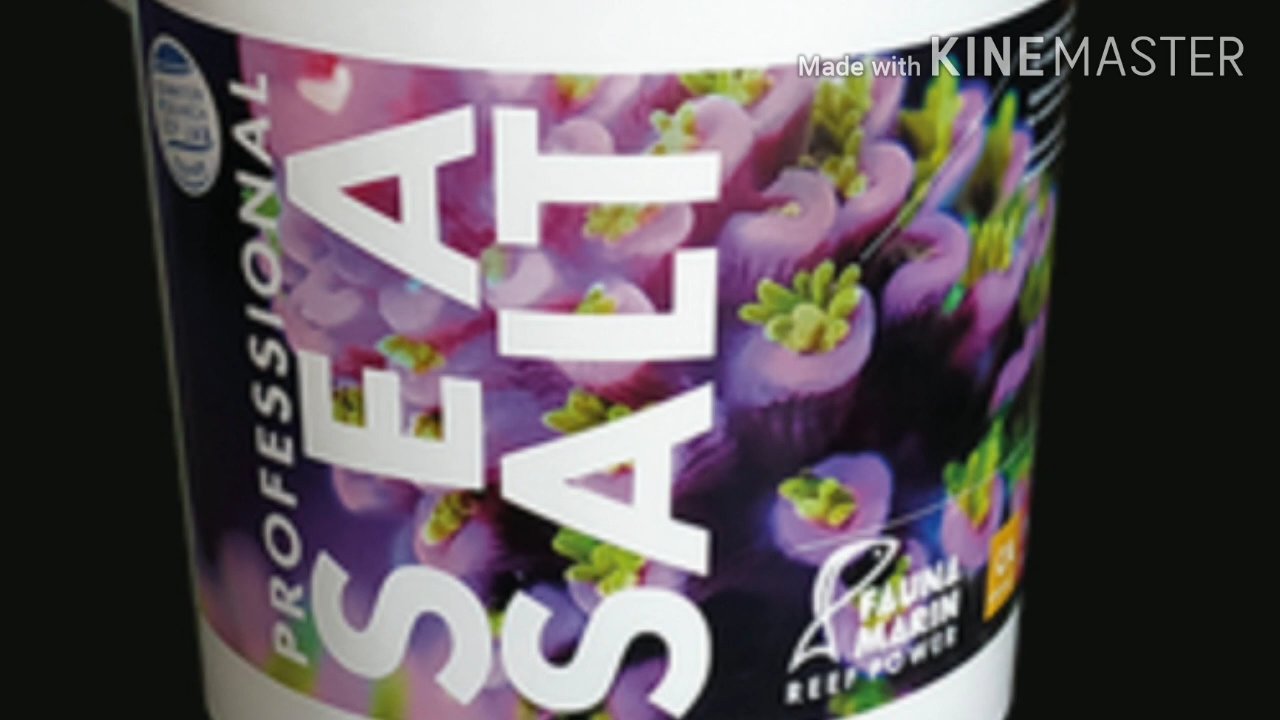 Made with KINEMASTER
PROFESSIONAL
SEA
SALT
FAUNA
MARIN
REEF POWER